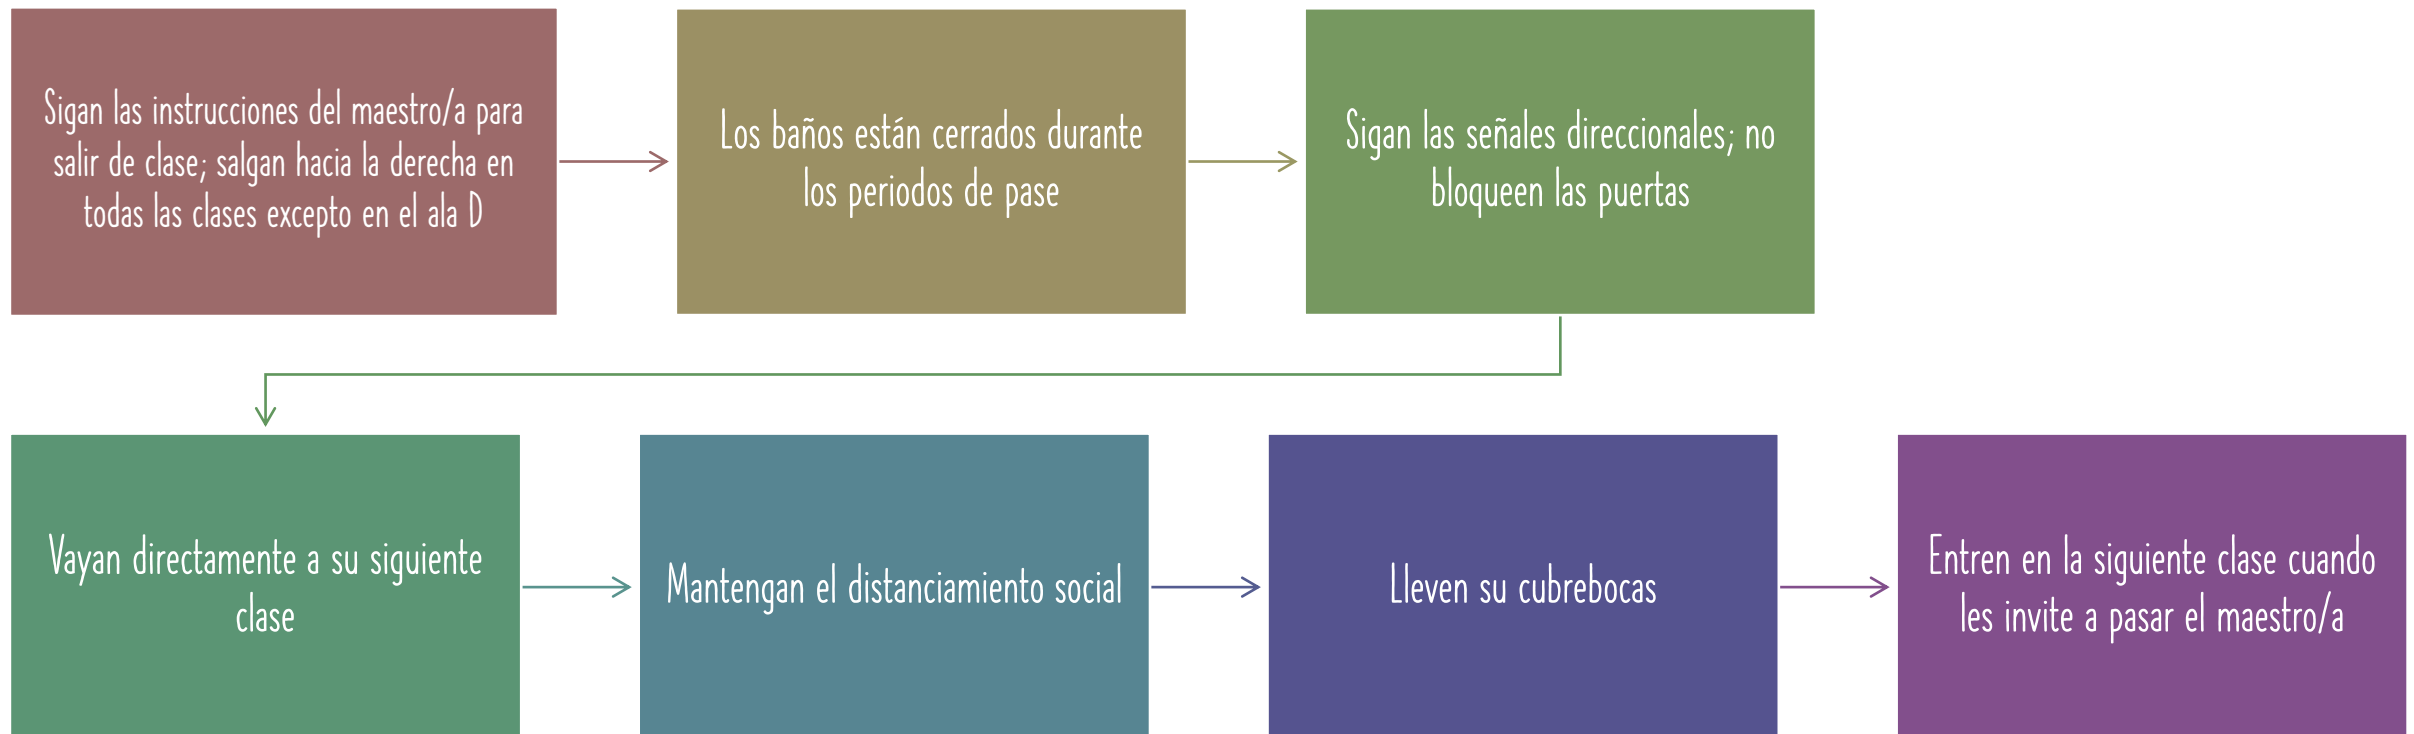 Sigan las instrucciones del maestro/a para
salir de clase; salgan hacia la derecha en
todas las clases excepto en el ala D
Los baños están cerrados durante
los periodos de pase
Sigan las señales direccionales; no
bloqueen las puertas
Vayan directamente a su siguiente
clase
Mantengan el distanciamiento social
Lleven su cubrebocas
Entren en la siguiente clase cuando
les invite a pasar el maestro/a